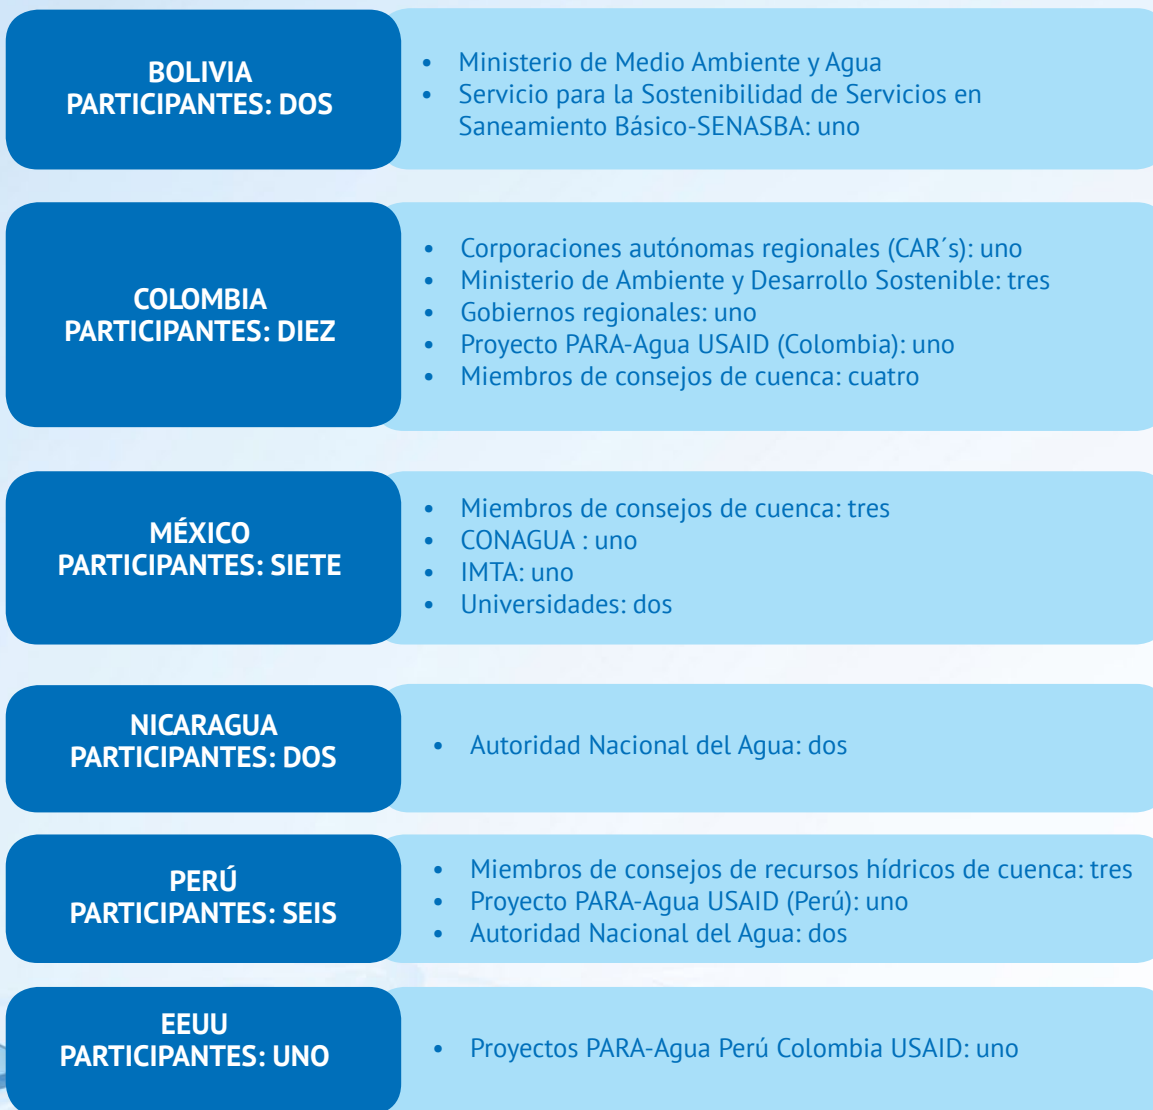 BOLIVIA
PARTICIPANTES: DOS
• Ministerio de Medio Ambiente y Agua
• Servicio para la Sostenibilidad de Servicios en
Saneamiento Básico-SENASBA: uno
COLOMBIA
PARTICIPANTES: DIEZ
• Corporaciones autónomas regionales (CAR´s): uno
• Ministerio de Ambiente y Desarrollo Sostenible: tres
• Gobiernos regionales: uno
• Proyecto PARA-Agua USAID (Colombia): uno
• Miembros de consejos de cuenca: cuatro
MÉXICO
PARTICIPANTES: SIETE
• Miembros de consejos de cuenca: tres
• CONAGUA : uno
• IMTA: uno
• Universidades: dos
NICARAGUA
PARTICIPANTES: DOS
• Autoridad Nacional del Agua: dos
PERÚ
PARTICIPANTES: SEIS
• Miembros de consejos de recursos hídricos de cuenca: tres
• Proyecto PARA-Agua USAID (Perú): uno
• Autoridad Nacional del Agua: dos
EEUU
PARTICIPANTES: UNO
• Proyectos PARA-Agua Perú Colombia USAID: uno